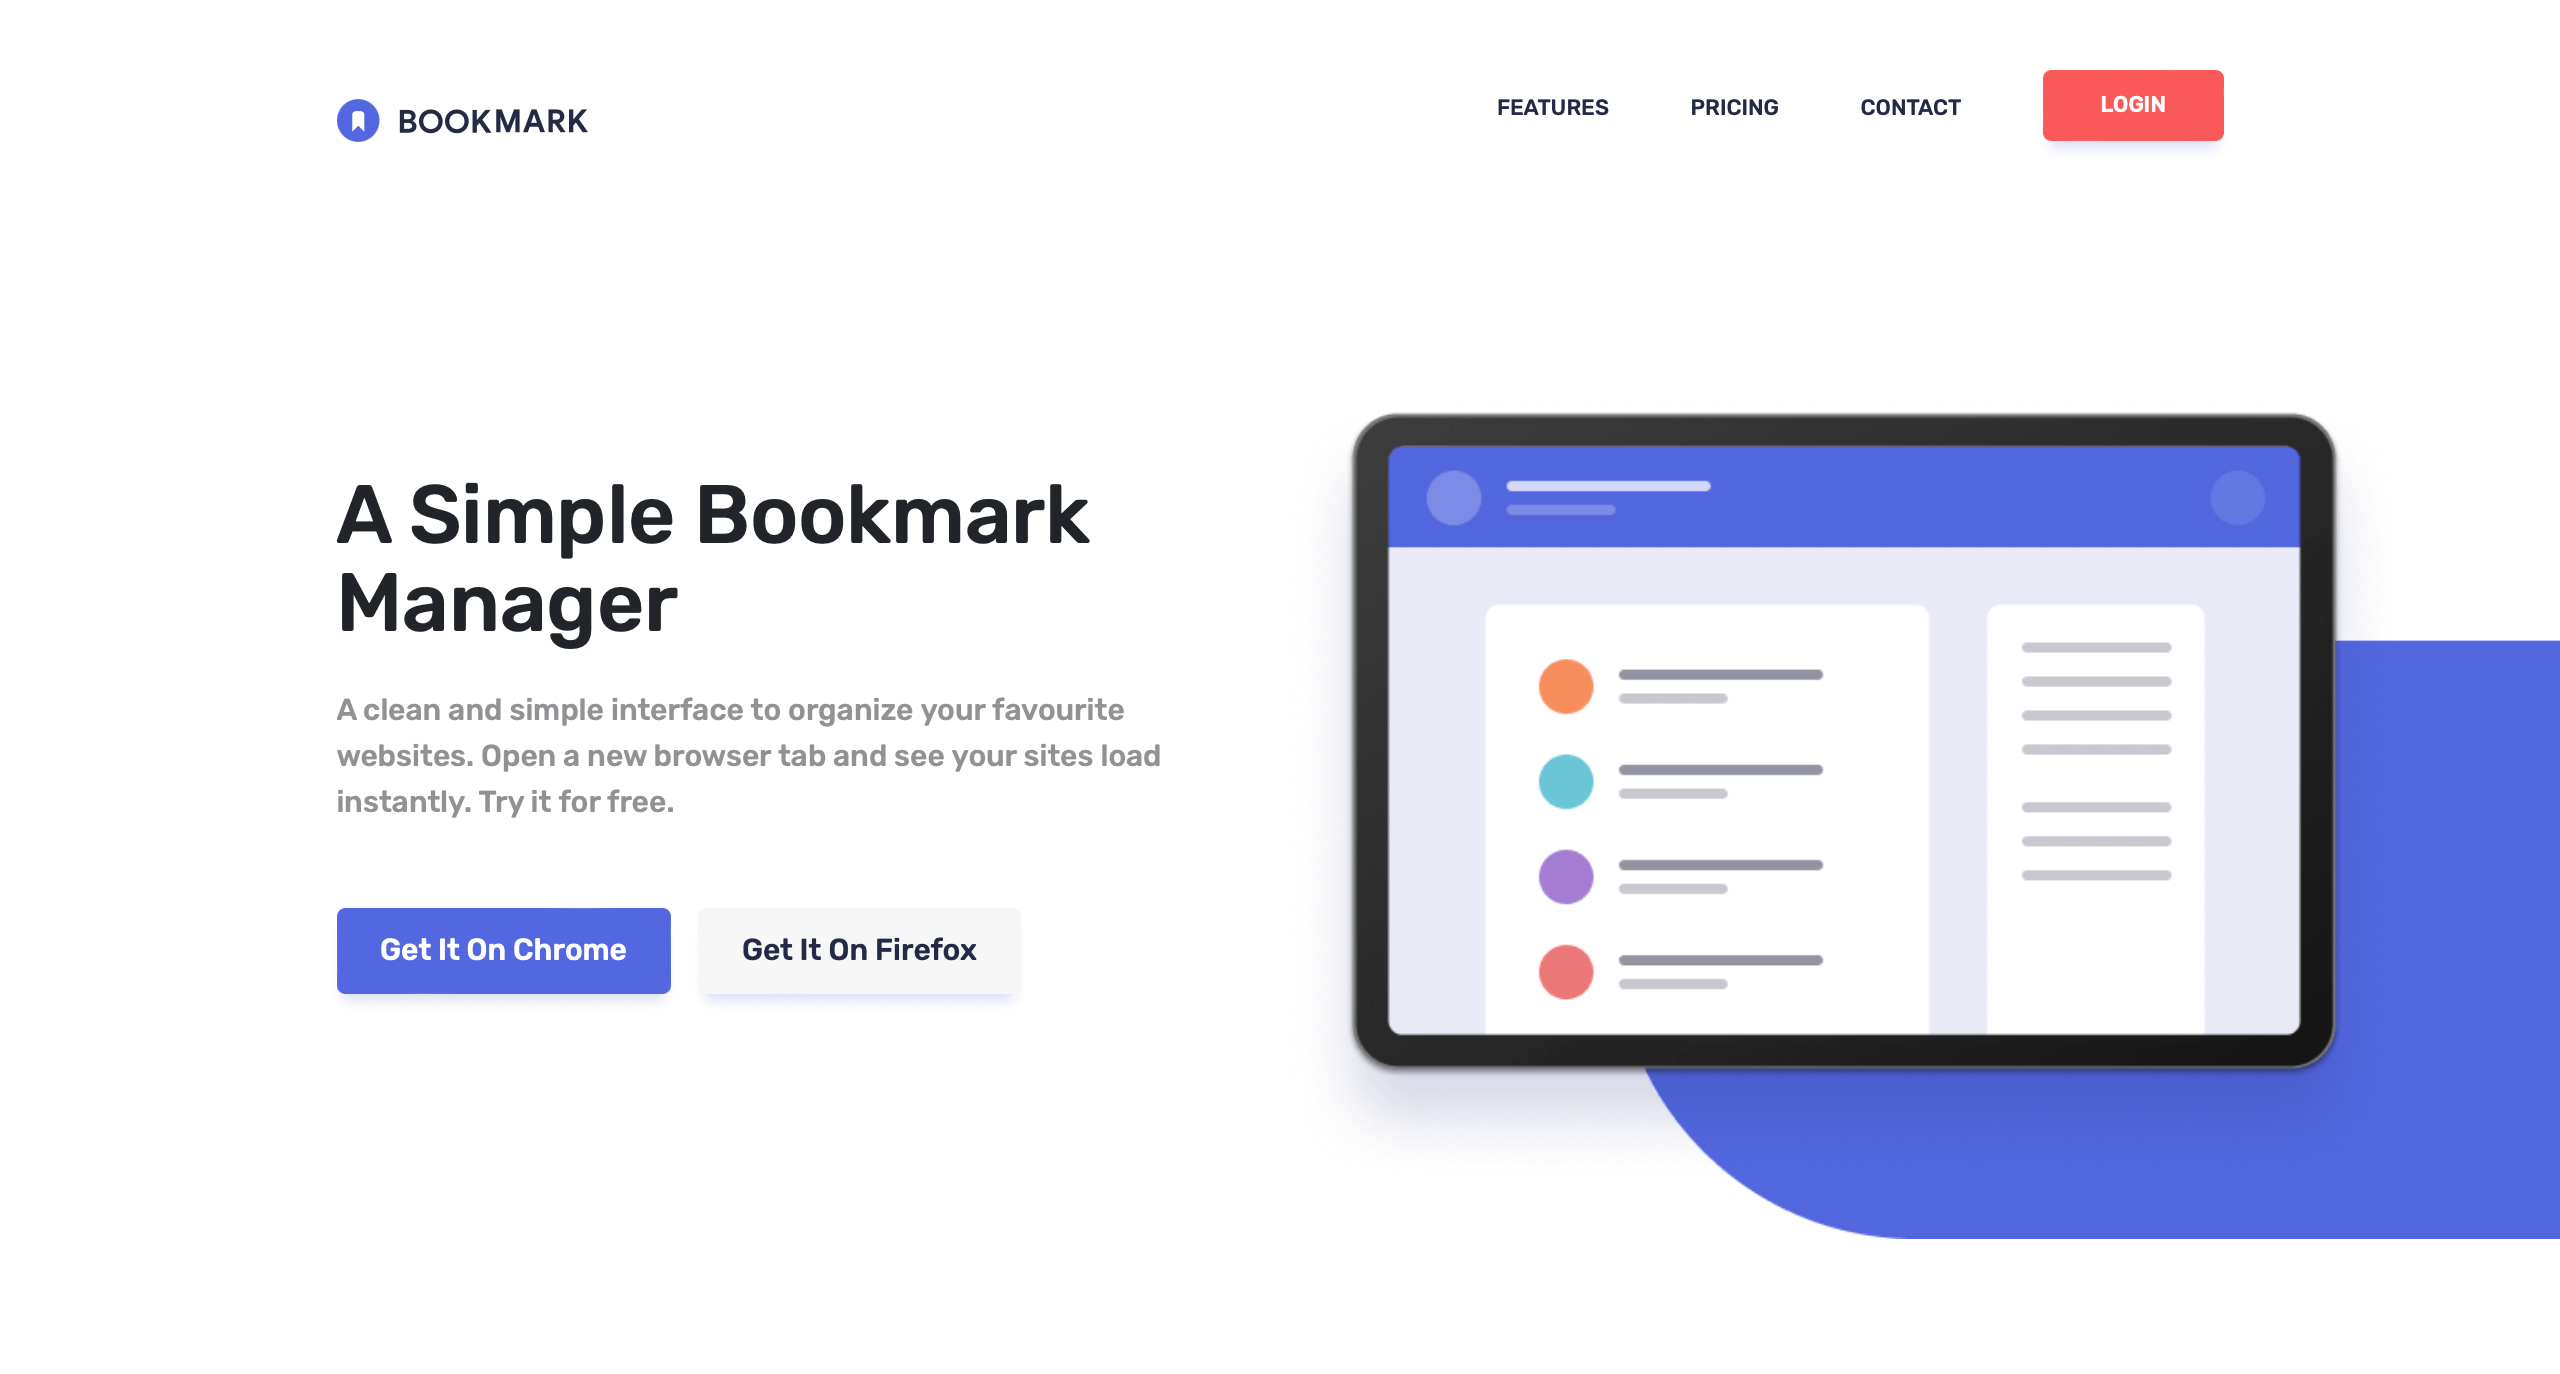 BOOKMARK
FEATURES
PRICING
CONTACT
LOGIN
A Simple Bookmark
Manager
A clean and simple interface to organize your favourite
websites. Open a new browser tab and see your sites load
instantly. Try it for free.
Get It On Chrome
Get It On Firefox